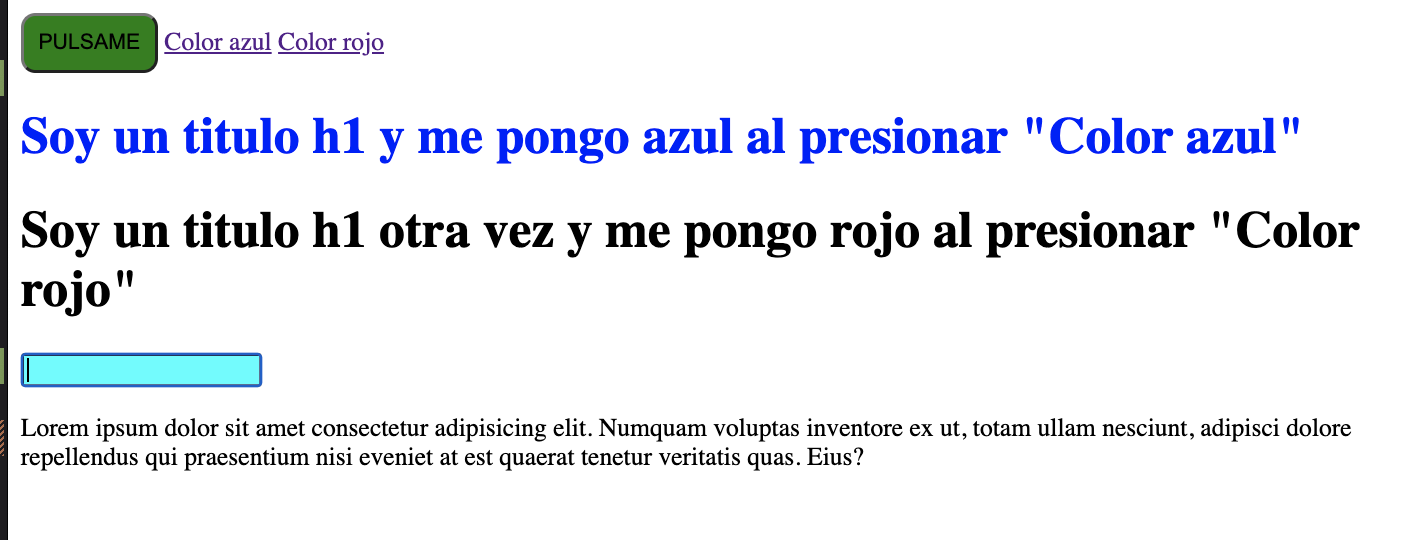 PULSAME Color azul Color rojo
Soy un titulo h1 y me pongo azul al presionar "Color azul"
Soy un titulo h1 otra vez y me pongo rojo al presionar "Color
rojo"
Lorem ipsum dolor sit amet consectetur adipisicing elit. Numquam voluptas inventore ex ut, totam ullam nesciunt, adipisci dolore
repellendus qui praesentium nisi eveniet at est quaerat tenetur veritatis quas. Eius?